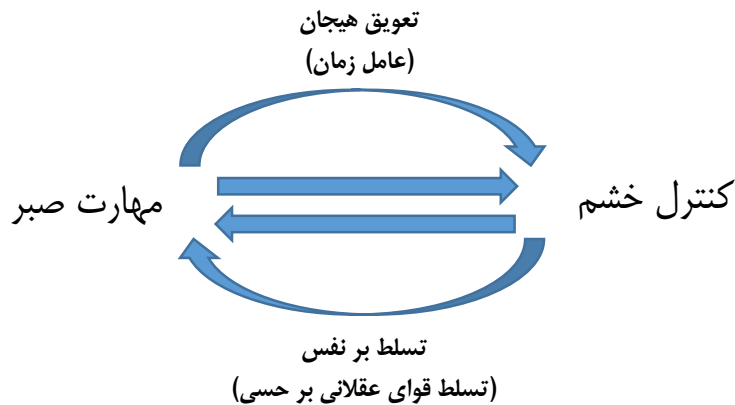 تعویق هیجان
(عامل زمان)
کنترل خشم
مهارت صبر
تسلط بر نفس
(تسلط قوای عقلانی بر حسی)